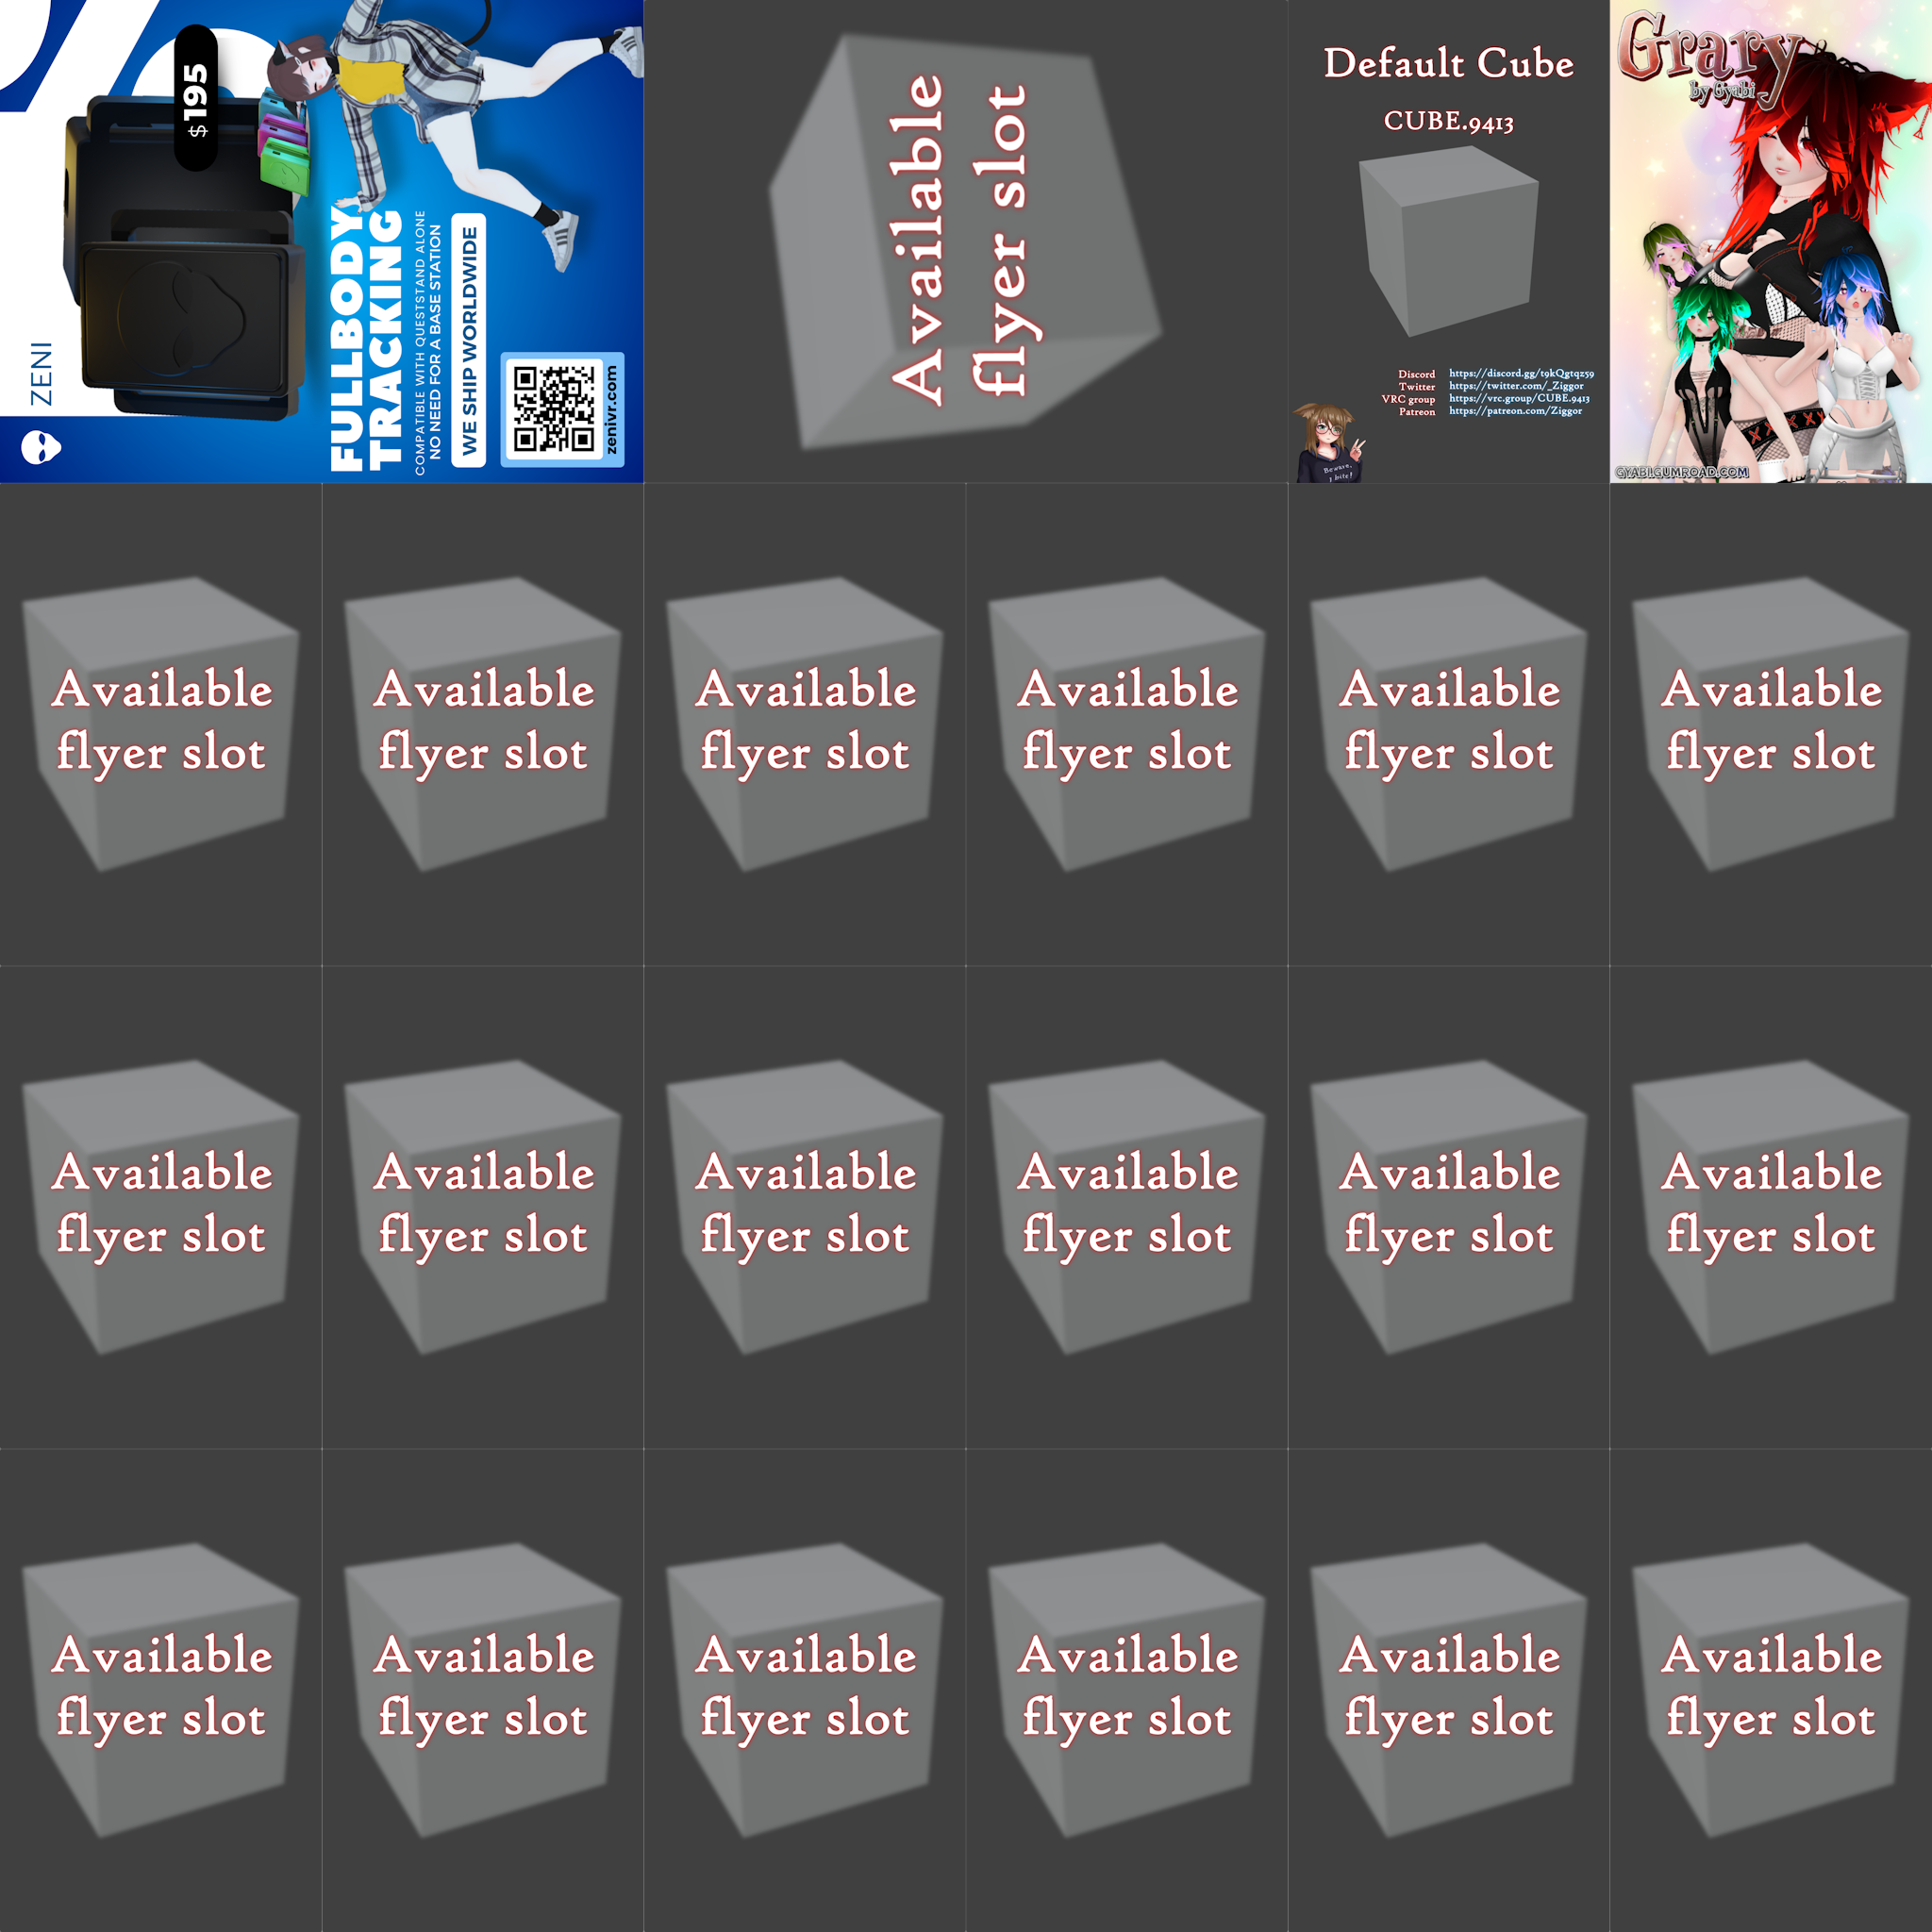 ZENI
$195
FULLBODY
TRACKING
COMPATIBLE WITH QUESTSTAND ALONE
NO NEED FOR A BASE STATION
WE SHIP WORLDWIDE
zenivr.com
Available
flyer slot
Default Cube
CUBE.9413
Discord https://discord.gg/t9kQgtqz59
Twitter https://twitter.com/_Ziggor
VRC group https://vrc.group/CUBE.9413
Patreon https://patreon.com/Ziggor
Beware,
I bite!
Grary
by Gyabi
GYABI.GUMROAD.COM
Available Available Available Available Available Available
flyer slot flyer slot flyer slot flyer slot flyer slot flyer slot
Available Available Available Available Available Available
flyer slot flyer slot flyer slot flyer slot flyer slot flyer slot
Available Available Available Available Available Available
flyer slot flyer slot flyer slot flyer slot flyer slot flyer slot